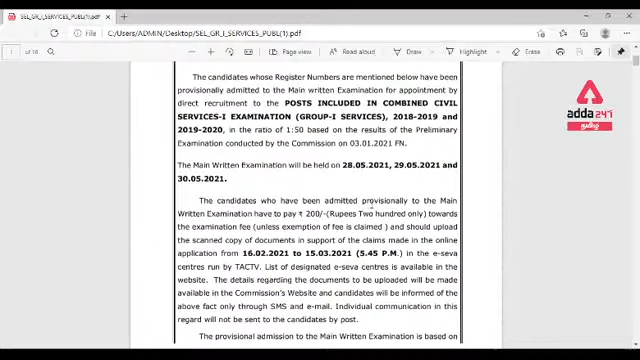 SEL_GR_I_SERVICES_PUBL(1).pdf
C:/Users/ADMIN/Desktop/SEL_GR_I_SERVICES_PUBL(1).pdf
1 of 16
Page view
Read aloud
Draw
Highlight
Erase
The candidates whose Register Numbers are mentioned below have been
provisionally admitted to the Main written Examination for appointment by
direct recruitment to the POSTS INCLUDED IN COMBINED CIVIL
SERVICES-I EXAMINATION (GROUP-I SERVICES), 2018-2019 and
2019-2020, in the ratio of 1:50 based on the results of the Preliminary
Examination conducted by the Commission on 03.01.2021 FN.
The Main Written Examination will be held on 28.05.2021, 29.05.2021 and
30.05.2021.
The candidates who have been admitted provisionally to the Main
Written Examination have to pay ₹ 200/-(Rupees Two hundred only) towards
the examination fee (unless exemption of fee is claimed ) and should upload
the scanned copy of documents in support of the claims made in the online
application from 16.02.2021 to 15.03.2021 (5.45 P.M.) in the e-seva
centres run by TACTV. List of designated e-seva centres is available in the
website. The details regarding the documents to be uploaded will be made
available in the Commission's Website and candidates will be informed of the
above fact only through SMS and e-mail. Individual communication in this
regard will not be sent to the candidates by post.
The provisional admission to the Main Written Examination is based on
adda247
தமிழ்